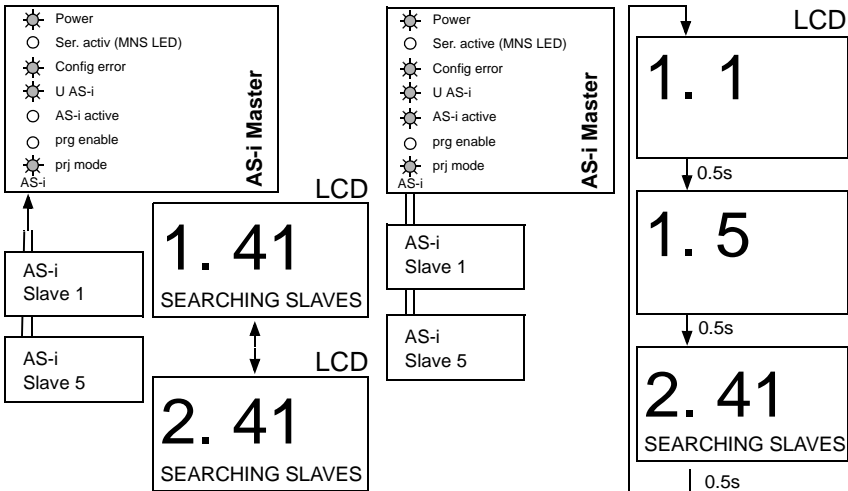 Power
Ser. activ (MNS LED)
Config error
U AS-i
AS-i active
prg enable
prj mode
AS-i
AS-i Master
AS-i
Slave 1
AS-i
Slave 5
LCD
1. 41
SEARCHING SLAVES
LCD
2. 41
SEARCHING SLAVES
Power
Ser. active (MNS LED)
Config error
U AS-i
AS-i active
prg enable
prj mode
AS-i
AS-i Master
AS-i
Slave 1
AS-i
Slave 5
LCD
1. 1
0.5s
1. 5
0.5s
2. 41
SEARCHING SLAVES
0.5s